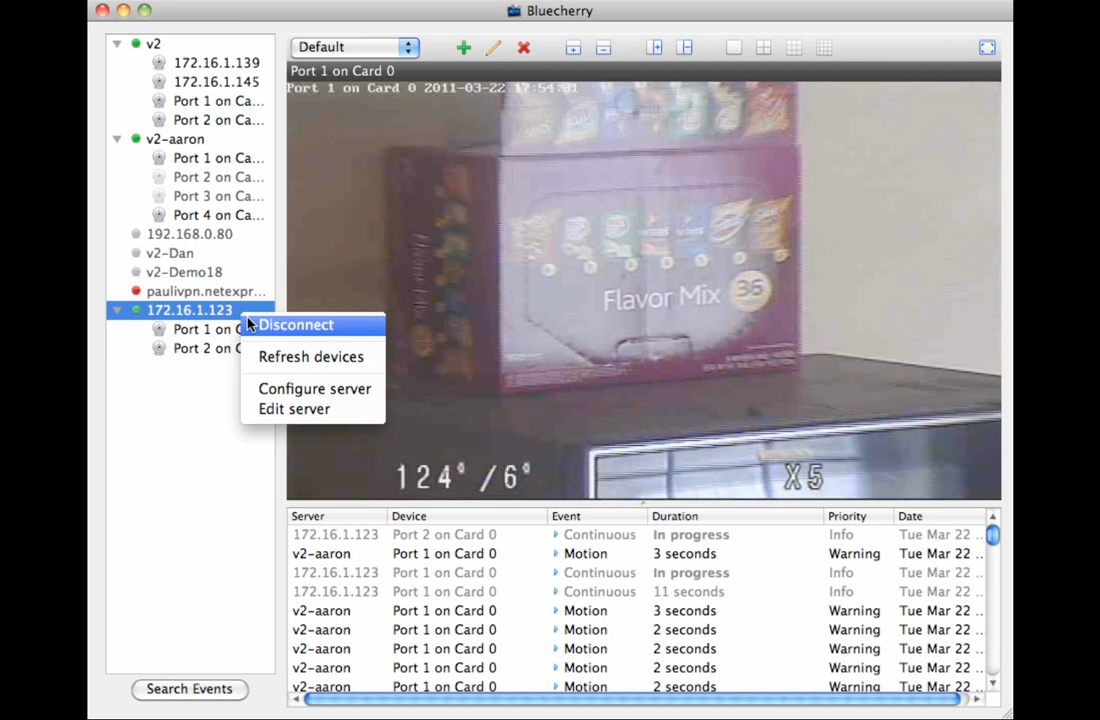 Bluecherry
v2
172.16.1.139
172.16.1.145
Port 1 on Ca...
Port 2 on Ca...
v2-aaron
Port 1 on Ca...
Port 2 on Ca...
Port 3 on Ca...
Port 4 on Ca...
192.168.0.80
v2-Dan
v2-Demo18
paulivpn.netexpr...
172.16.1.123
Port 1 on C
Port 2 on C
Disconnect
Refresh devices
Configure server
Edit server
Search Events
Default
Port 1 on Card 0
Port 1 on Card 0 2011-03-22 17:54:01
Flavor Mix 36
124° /6° X5
Server Device Event Duration Priority Date
172.16.1.123 Port 2 on Card 0 Continuous In progress Info Tue Mar 22 ..
v2-aaron Port 1 on Card 0 Motion 3 seconds Warning Tue Mar 22 ..
172.16.1.123 Port 1 on Card 0 Continuous In progress Info Tue Mar 22 ..
172.16.1.123 Port 1 on Card 0 Continuous 11 seconds Info Tue Mar 22 ..
v2-aaron Port 1 on Card 0 Motion 3 seconds Warning Tue Mar 22 ..
v2-aaron Port 1 on Card 0 Motion 2 seconds Warning Tue Mar 22 ..
v2-aaron Port 1 on Card 0 Motion 2 seconds Warning Tue Mar 22 ..
v2-aaron Port 1 on Card 0 Motion 2 seconds Warning Tue Mar 22 ..
v2-aaron Port 1 on Card 0 Motion 2 seconds Warning Tue Mar 22 ..